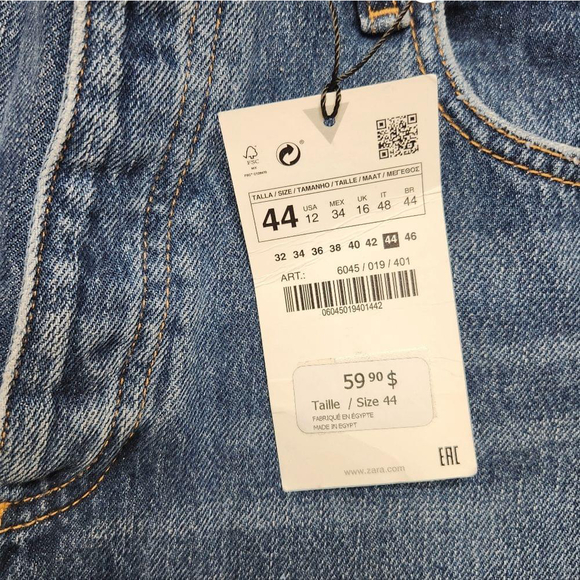 FSC
TALLA / SIZE / TAMANHO / TAILLE / MAAT / ΜΕΓΕΘΟΣ
44 USA 12 MEX 34 UK 16 IT 48 BR 44
32 34 36 38 40 42 44 46
ART.: 6045 / 019 / 401
06045019401442
59 90 $
Taille / Size 44
FABRIQUÉ EN ÉGYPTE
MADE IN EGYPT
www.zara.com
EAC